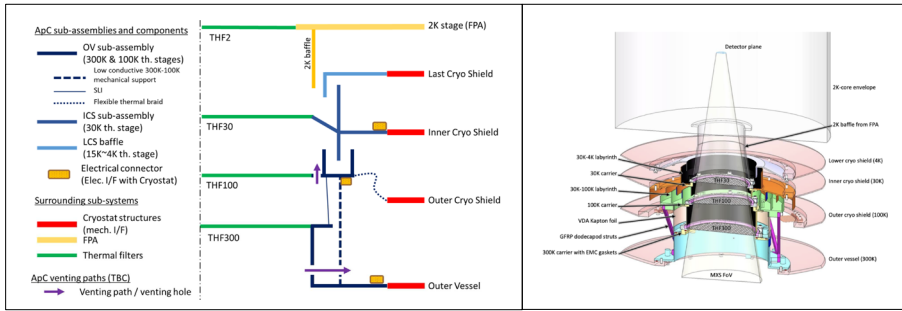 ApC sub-assemblies and components
OV sub-assembly
(300K & 100K th. stages)
Low conductive 300K-100K
mechanical support
SLI
Flexible thermal braid
ICS sub-assembly
(30K th. stage)
LCS baffle
(15K~4K th. stage)
Electrical connector
(Elec. I/F with Cryostat)
Surrounding sub-systems
Cryostat structures
(mech. I/F)
FPA
Thermal filters
ApC venting paths (TBC)
Venting path / venting hole
THF2
2K stage (FPA)
2K baffle
Last Cryo Shield
THF30
Inner Cryo Shield
THF100
Outer Cryo Shield
THF300
Outer Vessel
Detector plane
2K-core envelope
2K baffle from FPA
30K-4K labyrinth
30K carrier
30K-100K labyrinth
100K carrier
VDA Kapton foil
GFRP dodecapod struts
300K carrier with EMC gaskets
Lower cryo shield (4K)
Inner cryo shield (30K)
Outer cryo shield (100K)
Outer vessel (300K)
THF30
THF100
THF300
MXS FoV